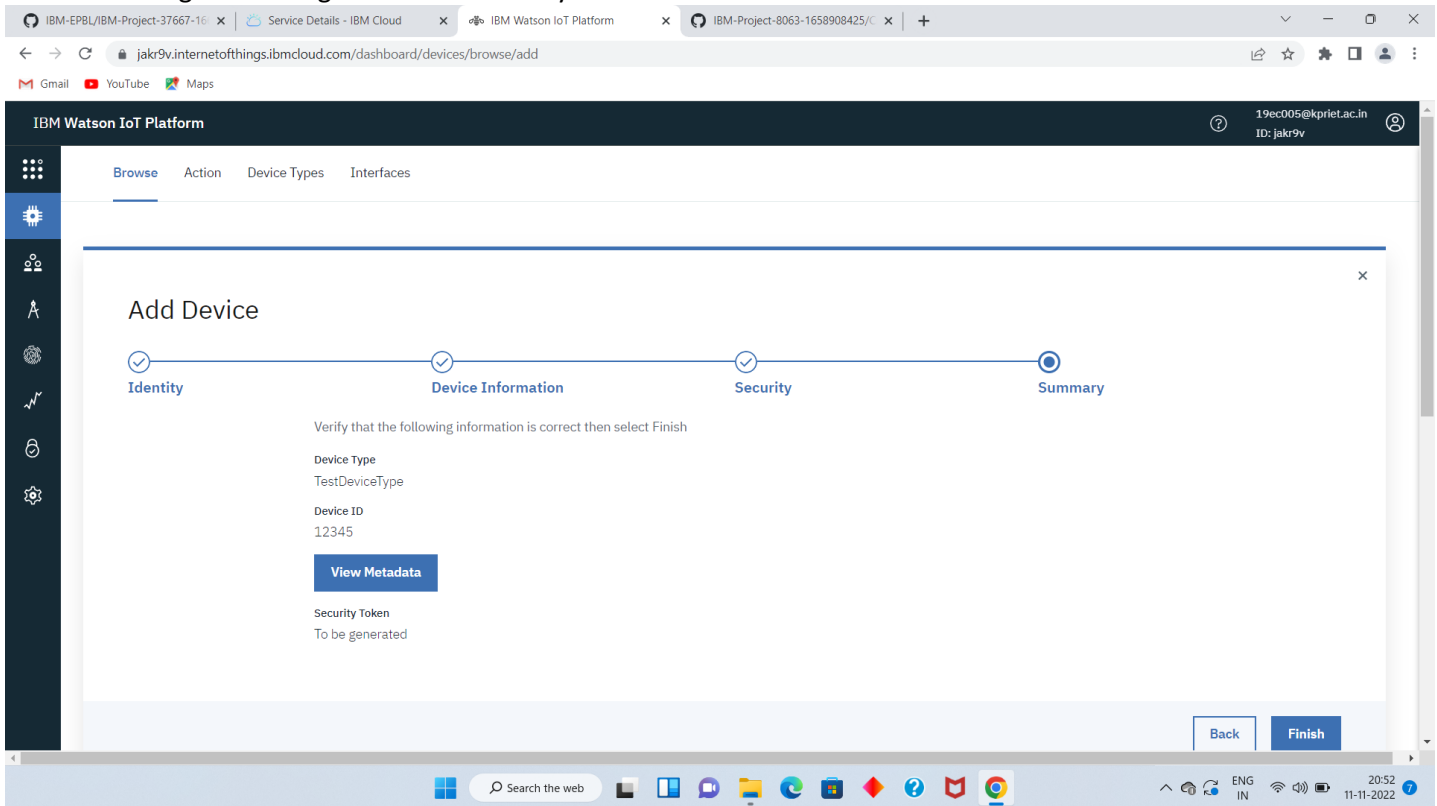 IBM-EPBL/IBM-Project-37667-16
Service Details - IBM Cloud
IBM Watson IoT Platform
IBM-Project-8063-1658908425/C
jakr9v.internetofthings.ibmcloud.com/dashboard/devices/browse/add
Gmail YouTube Maps
IBM Watson IoT Platform
19ec005@kpriet.ac.in
ID: jakr9v
Browse Action Device Types Interfaces
Add Device
Identity Device Information Security Summary
Verify that the following information is correct then select Finish
Device Type
TestDeviceType
Device ID
12345
View Metadata
Security Token
To be generated
Back Finish
Search the web
ENG
IN
20:52
11-11-2022
7